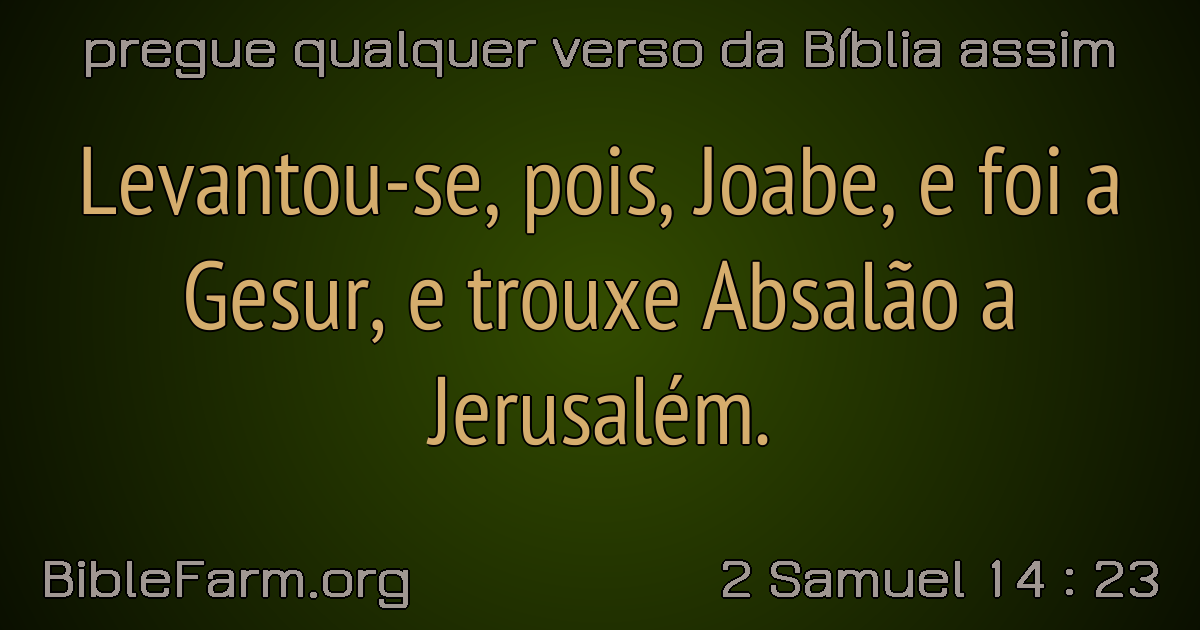 pregue qualquer verso da Bíblia assim
Levantou-se, pois, Joabe, e foi a
Gesur, e trouxe Absalão a
Jerusalém.
BibleFarm.org
2 Samuel 14 : 23